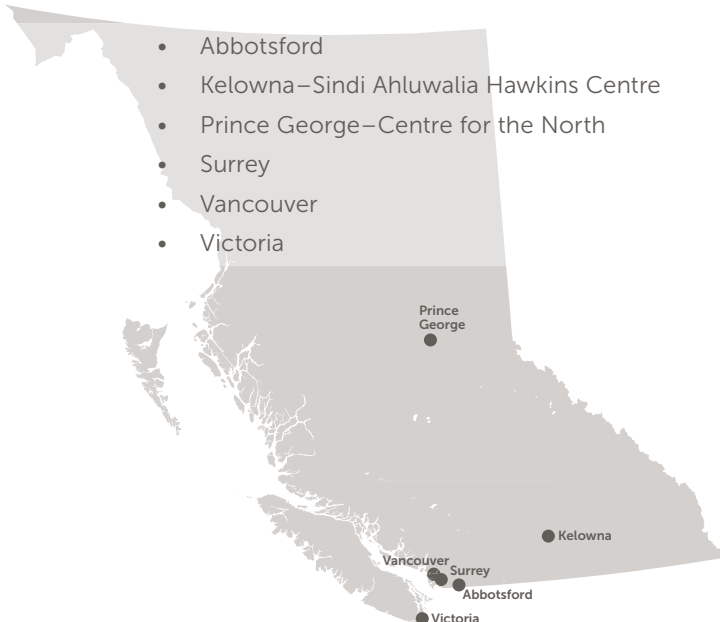 • Abbotsford
• Kelowna–Sindi Ahluwalia Hawkins Centre
• Prince George–Centre for the North
• Surrey
• Vancouver
• Victoria
Prince
George
Kelowna
Vancouver
Surrey
Abbotsford
Victoria